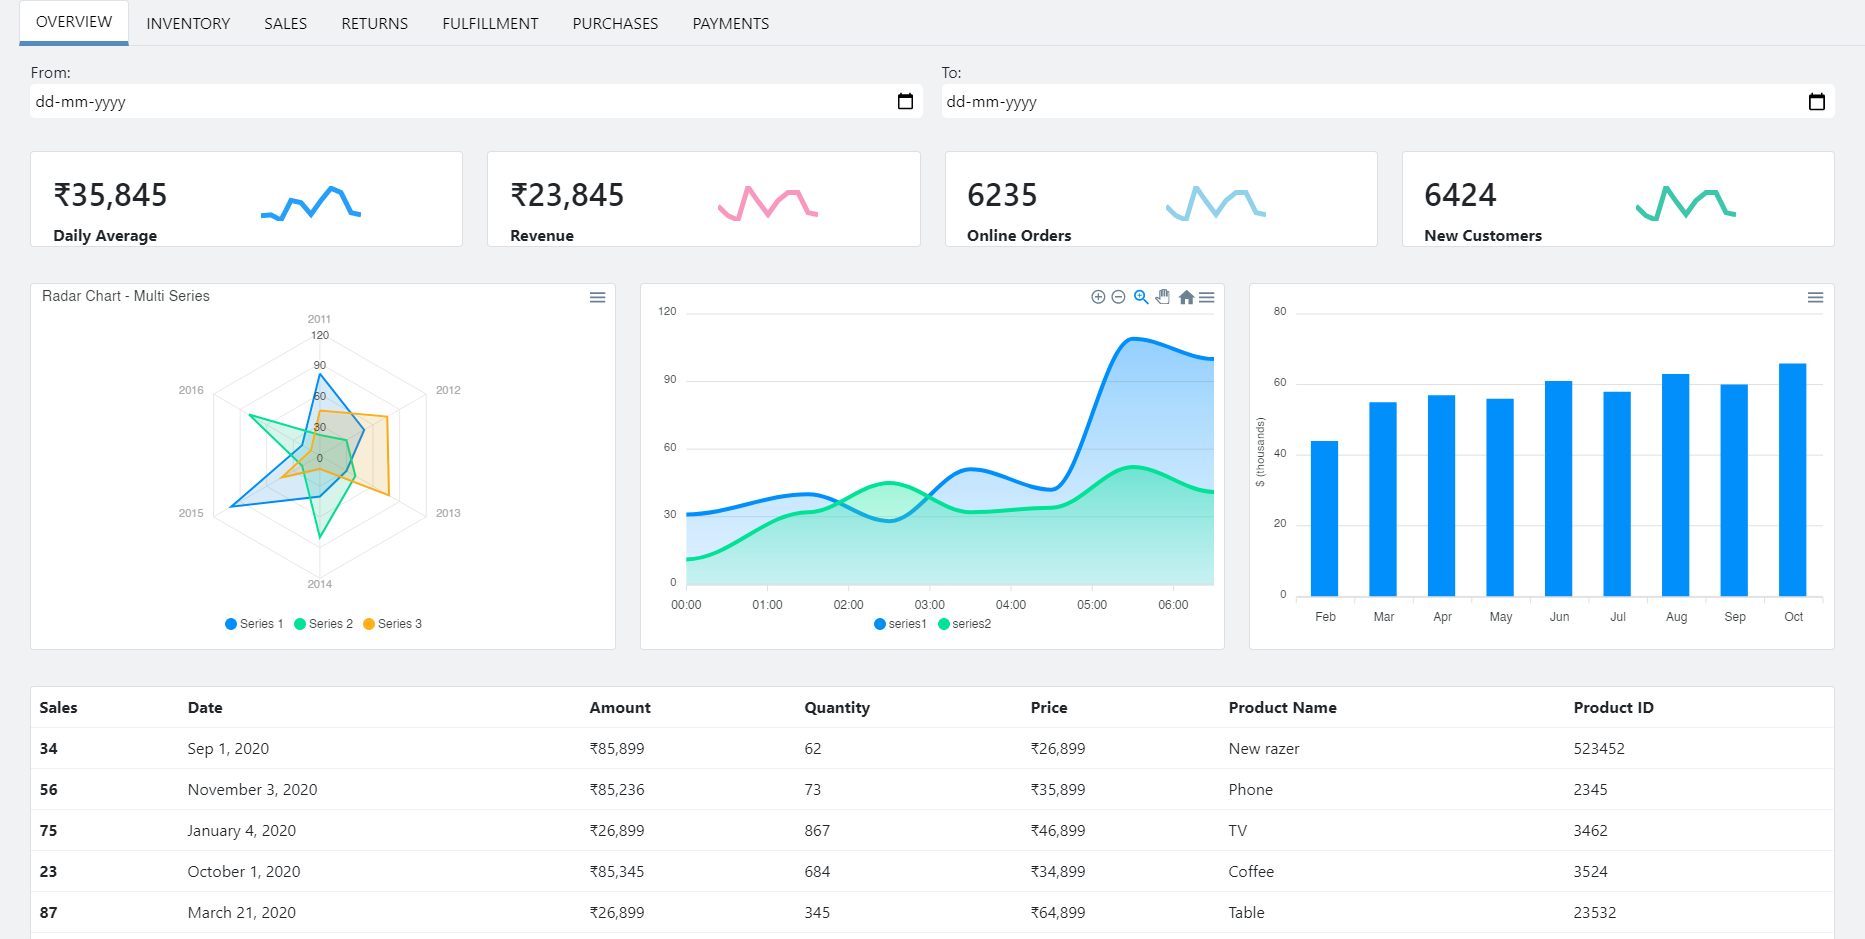 OVERVIEW INVENTORY SALES RETURNS FULFILLMENT PURCHASES PAYMENTS
From: To:
dd-mm-yyyy dd-mm-yyyy
₹35,845 ₹23,845 6235 6424
Daily Average Revenue Online Orders New Customers
Radar Chart - Multi Series
2011
120
90
60
30
0
2012
2013
2014
2015
2016
Series 1 Series 2 Series 3
120
90
60
30
0
00:00 01:00 02:00 03:00 04:00 05:00 06:00
series1 series2
80
60
40
20
0
$ (thousands)
Feb Mar Apr May Jun Jul Aug Sep Oct
Sales Date Amount Quantity Price Product Name Product ID
34 Sep 1, 2020 ₹85,899 62 ₹26,899 New razer 523452
56 November 3, 2020 ₹85,236 73 ₹35,899 Phone 2345
75 January 4, 2020 ₹26,899 867 ₹46,899 TV 3462
23 October 1, 2020 ₹85,345 684 ₹34,899 Coffee 3524
87 March 21, 2020 ₹26,899 345 ₹64,899 Table 23532